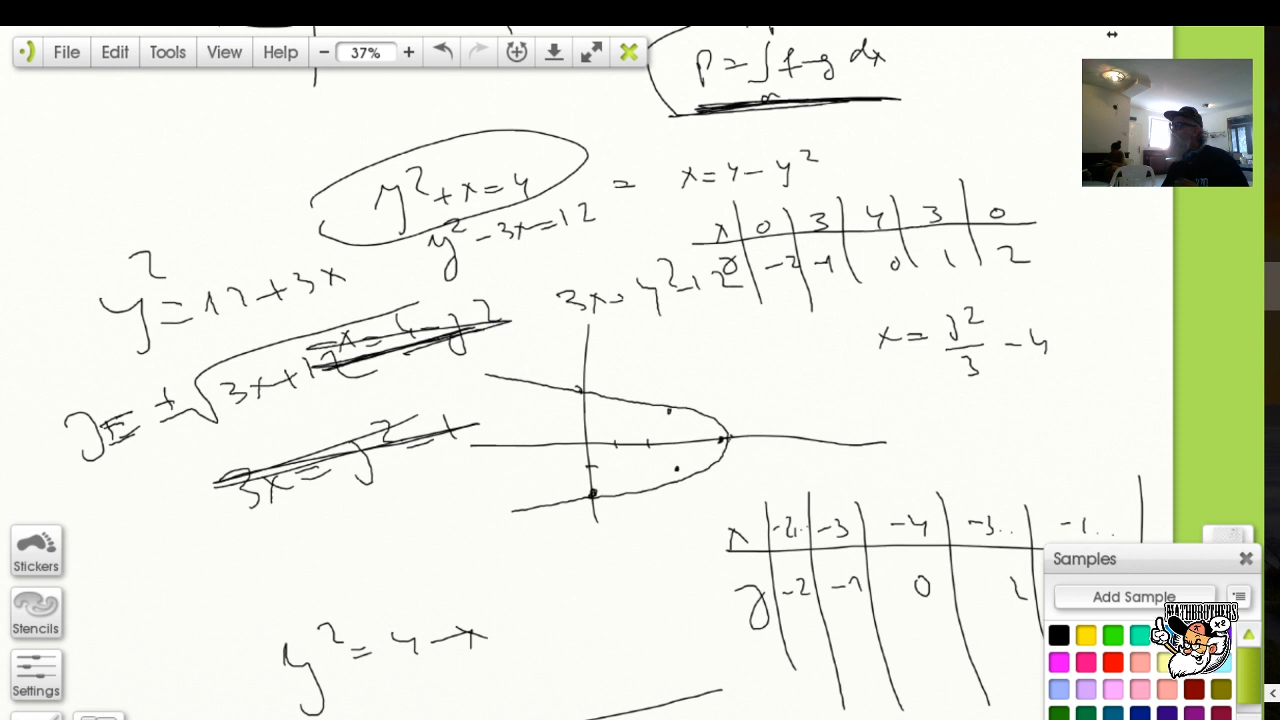 File Edit Tools View Help − 37% +
P = ∫ f-g dx
y² + x = 4 = x = 4 - y²
y² - 3x = 12
x 0 3 4 3 0
y -2 -1 0 1 2
y² = 12 + 3x
3x = y² - 12
x = 4 - y²
x = y²/3 - 4
y = ± √3x+12
3x = y² - 1
x -2... -3 -4 -3.. -1...
y -2 -1 0
Stickers
Stencils
Settings
Samples
Add Sample
MATHBROTHERS
x²
y² = 4 - x